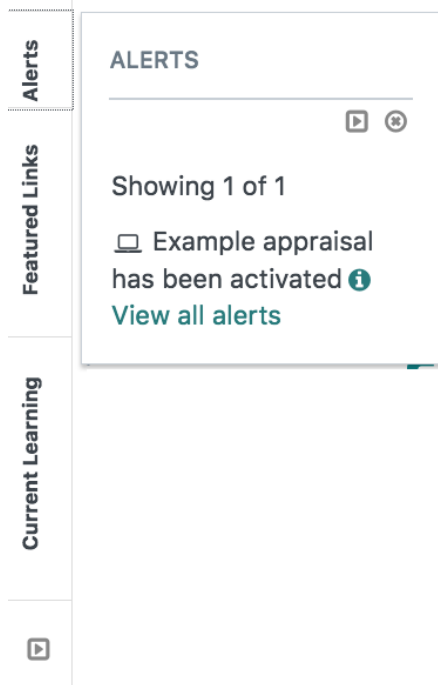 Alerts
Featured Links
Current Learning
ALERTS
Showing 1 of 1
Example appraisal
has been activated
View all alerts